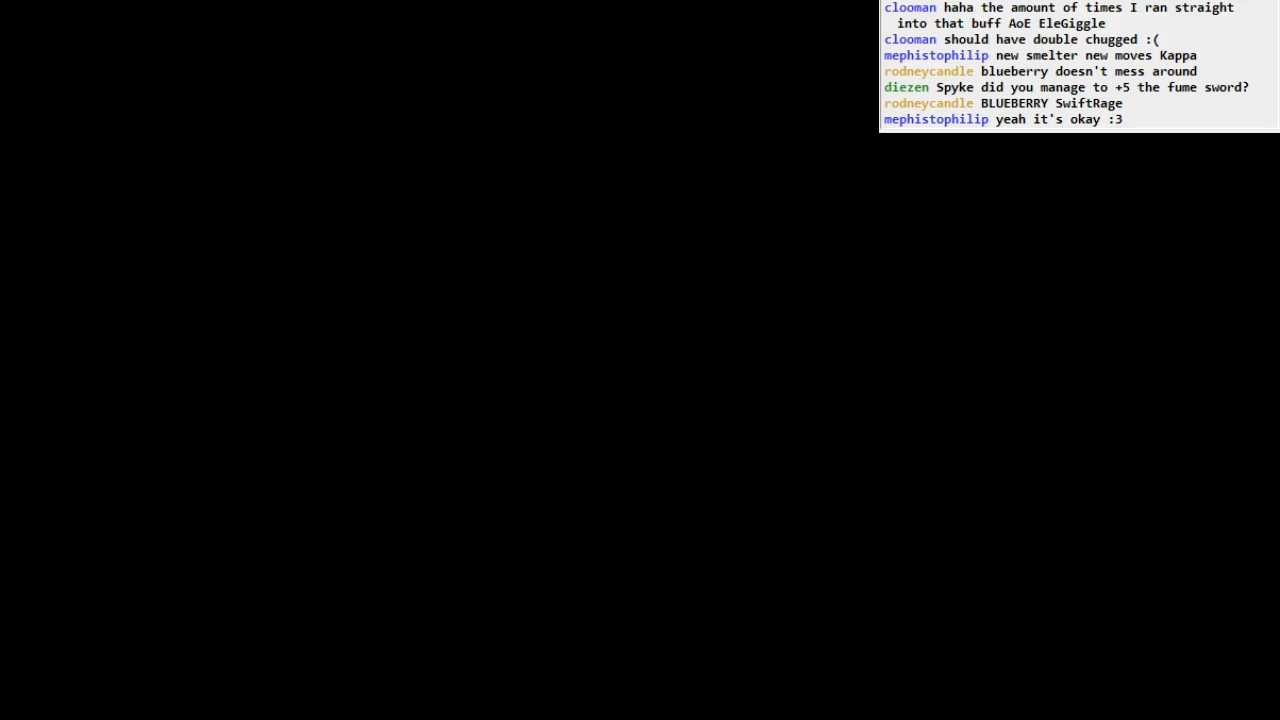 clooman haha the amount of times I ran straight
into that buff AoE EleGiggle
clooman should have double chugged :(
mephistophilip new smelter new moves Kappa
rodneycandle blueberry doesn't mess around
diezen Spyke did you manage to +5 the fume sword?
rodneycandle BLUEBERRY SwiftRage
mephistophilip yeah it's okay :3